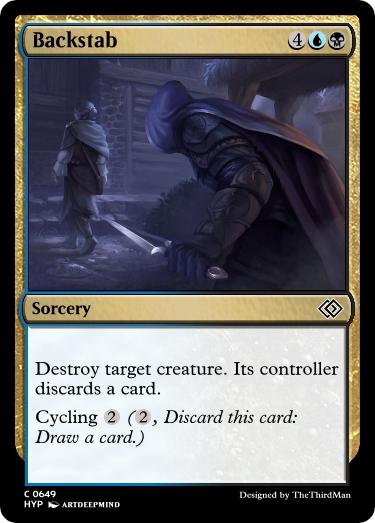 Backstab 4
Sorcery
Destroy target creature. Its controller
discards a card.
Cycling 2 (2, Discard this card:
Draw a card.)
C 0649
HYP ARTDEEPMIND
Designed by TheThirdMan